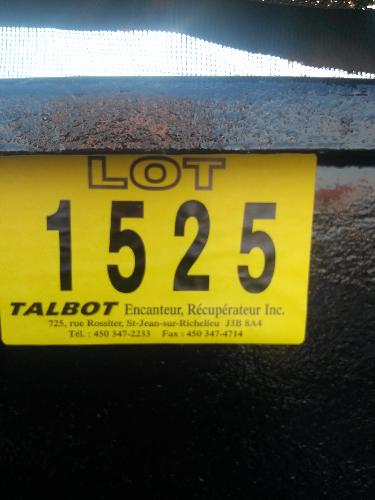 LOT
1525
TALBOT Encanteur, Récupérateur Inc.
725, rue Rossiter, St-Jean-sur-Richelieu J3B 8A4
Tél. : 450 347-2233 Fax : 450 347-4714